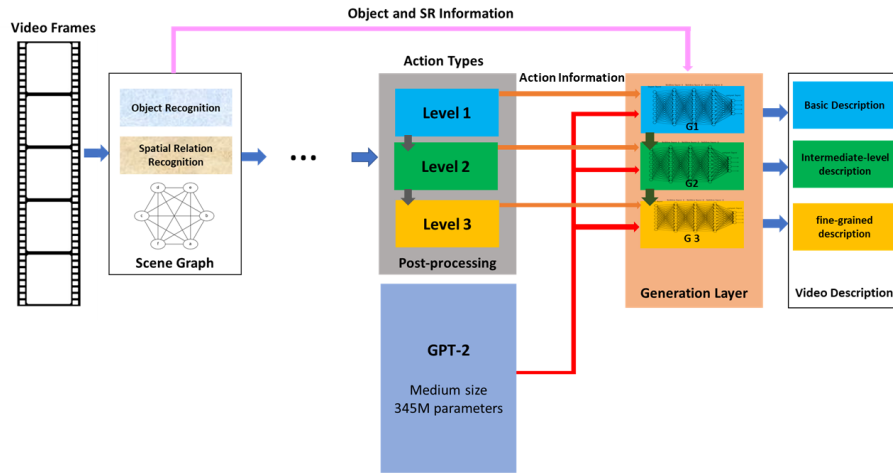 Object and SR Information
Video Frames
Action Types
Action Information
Object Recognition
Spatial Relation
Recognition
Scene Graph
...
Level 1
Level 2
Level 3
Post-processing
G1
G2
G 3
Generation Layer
Basic Description
Intermediate-level
description
fine-grained
description
Video Description
GPT-2
Medium size
345M parameters